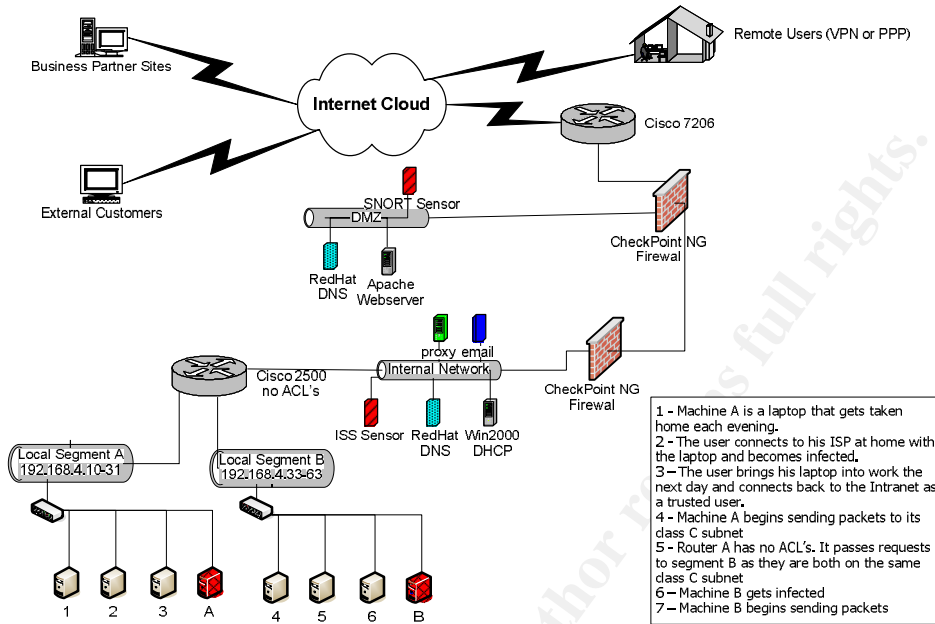 Business Partner Sites
Internet Cloud
Remote Users (VPN or PPP)
Cisco 7206
External Customers
SNORT Sensor
DMZ
CheckPoint NG
Firewal
RedHat
DNS
Apache
Webserver
proxy email
Internal Network
CheckPoint NG
Firewall
Cisco 2500
no ACL's
ISS Sensor
RedHat
DNS
Win2000
DHCP
Local Segment A
192.168.4.10-31
Local Segment B
192.168.4.33-63
1
2
3
A
4
5
6
B
1 - Machine A is a laptop that gets taken
home each evening.
2 - The user connects to his ISP at home with
the laptop and becomes infected.
3 – The user brings his laptop into work the
next day and connects back to the Intranet as
a trusted user.
4 - Machine A begins sending packets to its
class C subnet
5 - Router A has no ACL's. It passes requests
to segment B as they are both on the same
class C subnet
6 – Machine B gets infected
7 – Machine B begins sending packets
full rights.